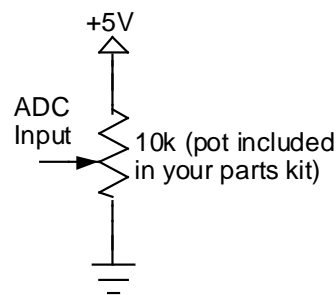 +5V
ADC
Input
10k (pot included
in your parts kit)